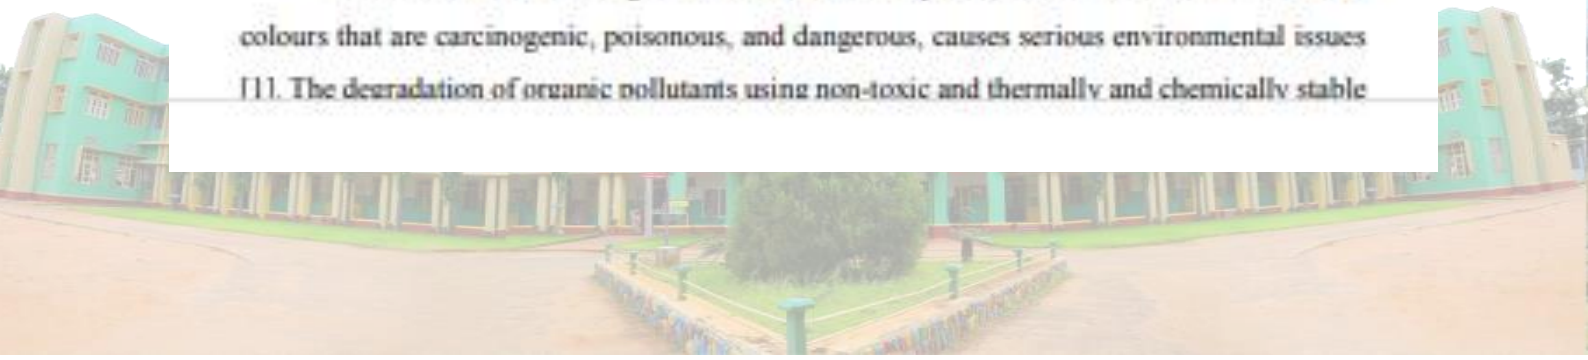 colours that are carcinogenic, poisonous, and dangerous, causes serious environmental issues
[1]. The degradation of organic pollutants using non-toxic and thermally and chemically stable